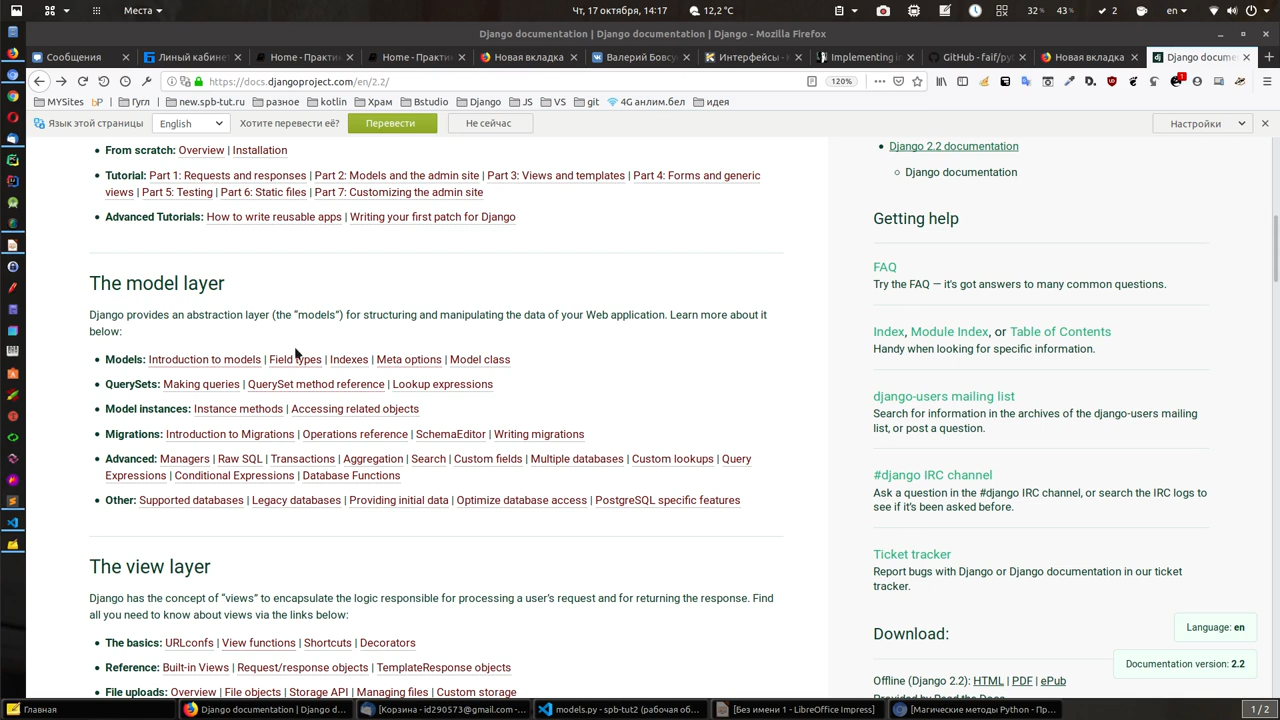 Места
Чт, 17 октября, 14:17
12,2°C
32 %
43 %
2
en
Django documentation | Django documentation | Django - Mozilla Firefox
Сообщения
Линый кабинет
Home - Практи
Home - Практи
Новая вкладка
Валерий Бовсу
Интерфейсы -
Implementing i
GitHub - faif/py
Новая вкладка
Django docume
https://docs.djangoproject.com/en/2.2/
120%
MYSites
Гугл
new.spb-tut.ru
разное
kotlin
Храм
Bstudio
Django
JS
VS
git
4G анлим.бел
идея
Язык этой страницы
English
Хотите перевести её?
Перевести
Не сейчас
Настройки
• From scratch: Overview | Installation
• Tutorial: Part 1: Requests and responses | Part 2: Models and the admin site | Part 3: Views and templates | Part 4: Forms and generic
views | Part 5: Testing | Part 6: Static files | Part 7: Customizing the admin site
• Advanced Tutorials: How to write reusable apps | Writing your first patch for Django
The model layer
Django provides an abstraction layer (the “models”) for structuring and manipulating the data of your Web application. Learn more about it
below:
• Models: Introduction to models | Field types | Indexes | Meta options | Model class
• QuerySets: Making queries | QuerySet method reference | Lookup expressions
• Model instances: Instance methods | Accessing related objects
• Migrations: Introduction to Migrations | Operations reference | SchemaEditor | Writing migrations
• Advanced: Managers | Raw SQL | Transactions | Aggregation | Search | Custom fields | Multiple databases | Custom lookups | Query
Expressions | Conditional Expressions | Database Functions
• Other: Supported databases | Legacy databases | Providing initial data | Optimize database access | PostgreSQL specific features
The view layer
Django has the concept of “views” to encapsulate the logic responsible for processing a user’s request and for returning the response. Find
all you need to know about views via the links below:
• The basics: URLconfs | View functions | Shortcuts | Decorators
• Reference: Built-in Views | Request/response objects | TemplateResponse objects
• File uploads: Overview | File objects | Storage API | Managing files | Custom storage
• Django 2.2 documentation
Django documentation
Getting help
FAQ
Try the FAQ — it's got answers to many common questions.
Index, Module Index, or Table of Contents
Handy when looking for specific information.
django-users mailing list
Search for information in the archives of the django-users mailing
list, or post a question.
#django IRC channel
Ask a question in the #django IRC channel, or search the IRC logs to
see if it’s been asked before.
Ticket tracker
Report bugs with Django or Django documentation in our ticket
tracker.
Download:
Offline (Django 2.2): HTML | PDF | ePub
Language: en
Documentation version: 2.2
Главная
Django documentation | Django d...
[Корзина - id290573@gmail.com -...
models.py - spb-tut2 (рабочая об...
[Без имени 1 - LibreOffice Impress]
[Магические методы Python - Пр...
1 / 2